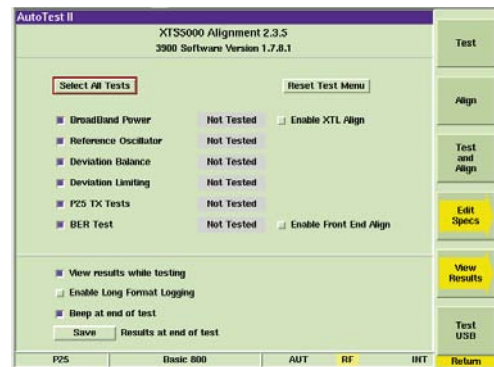 AutoTest II
XTS5000 Alignment 2.3.5
3900 Software Version 1.7.8.1
Select All Tests
Reset Test Menu
BroadBand Power Not Tested Enable XTL Align
Reference Oscillator Not Tested
Deviation Balance Not Tested
Deviation Limiting Not Tested
P25 TX Tests Not Tested
BER Test Not Tested Enable Front End Align
View results while testing
Enable Long Format Logging
Beep at end of test
Save Results at end of test
P25 Basic 800 AUT RF INT
Test
Align
Test
and
Align
Edit
Specs
View
Results
Test
USB
Return